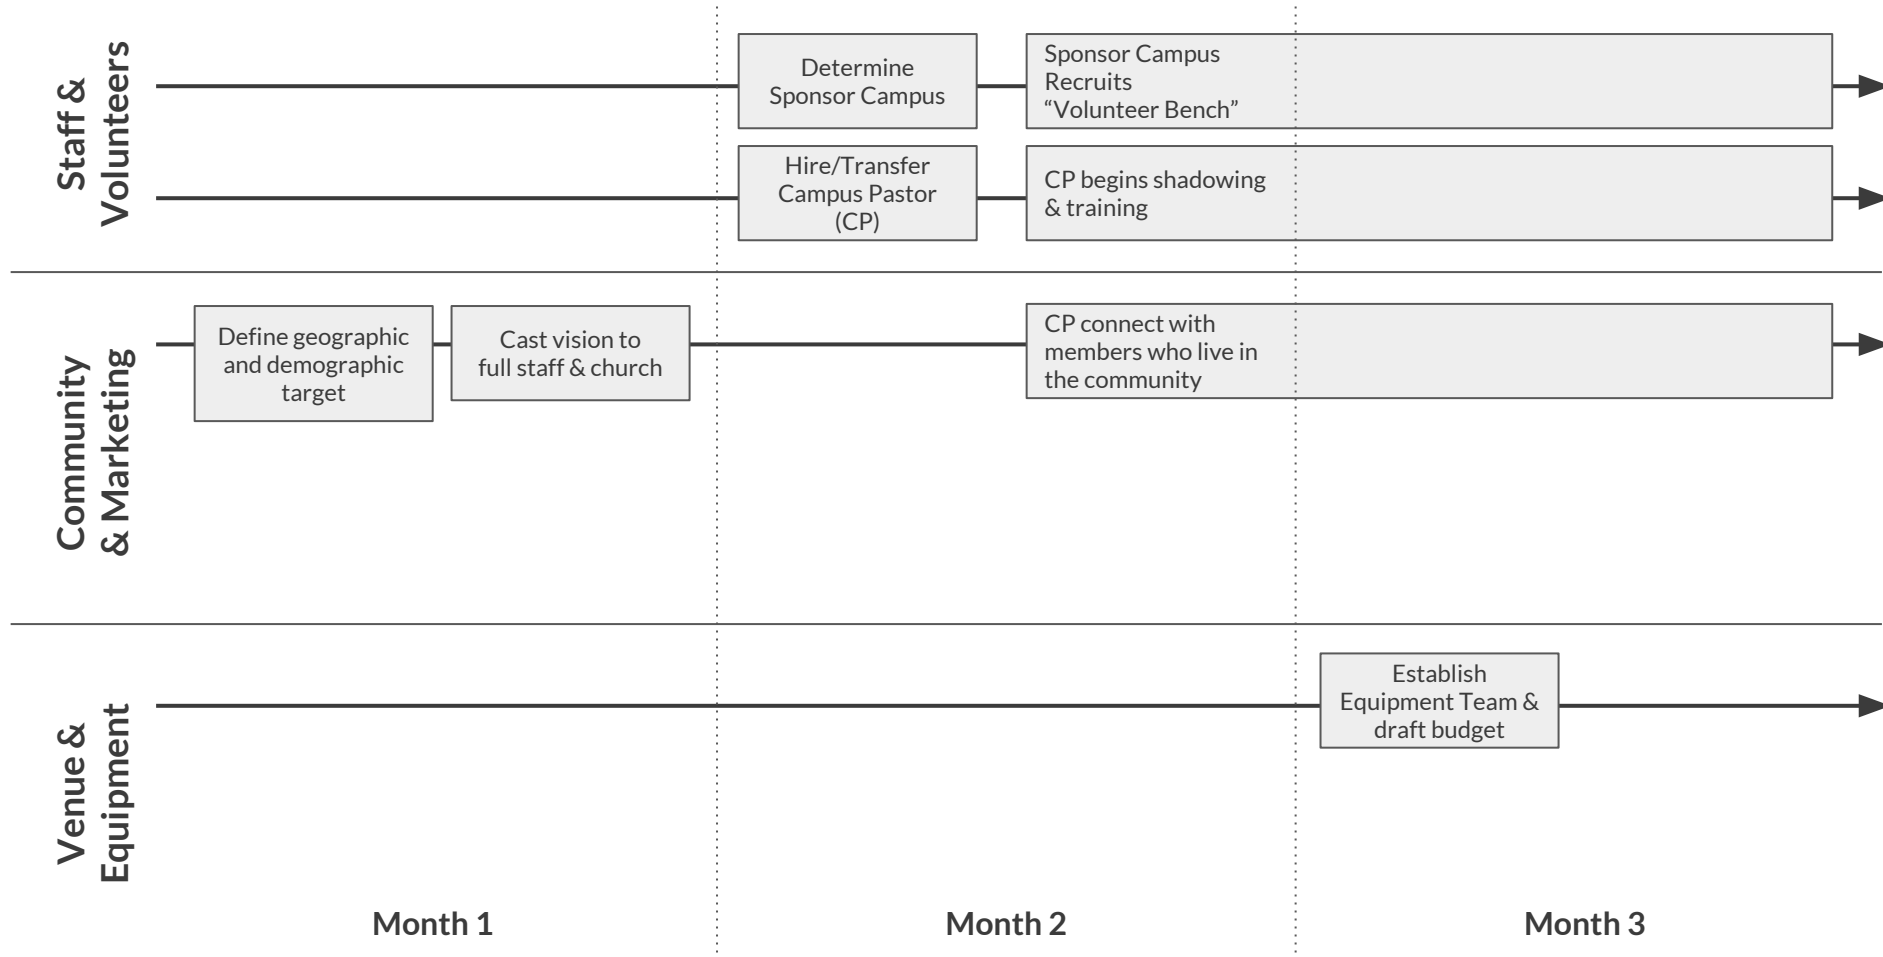 Staff &
Volunteers
Determine
Sponsor Campus
Sponsor Campus
Recruits
“Volunteer Bench”
Hire/Transfer
Campus Pastor
(CP)
CP begins shadowing
& training
Community
& Marketing
Define geographic
and demographic
target
Cast vision to
full staff & church
CP connect with
members who live in
the community
Venue &
Equipment
Establish
Equipment Team &
draft budget
Month 1
Month 2
Month 3